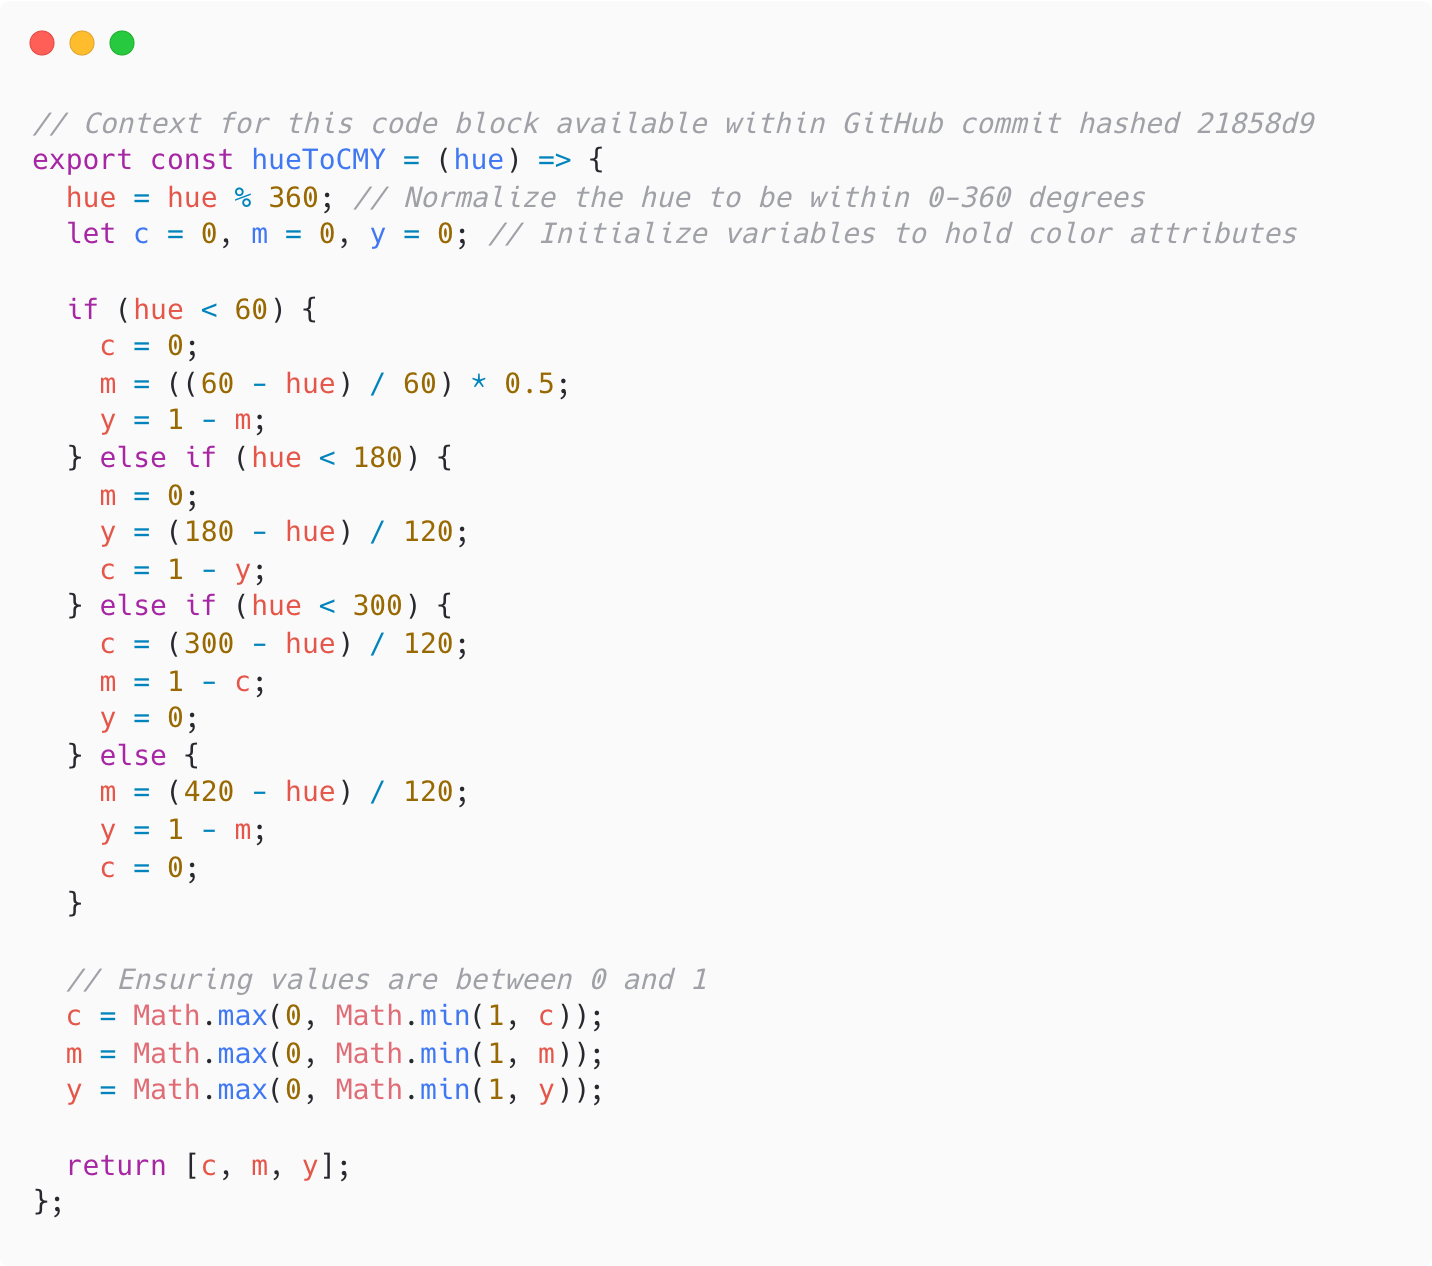 // Context for this code block available within GitHub commit hashed 21858d9
export const hueToCMY = (hue) => {
  hue = hue % 360; // Normalize the hue to be within 0-360 degrees
  let c = 0, m = 0, y = 0; // Initialize variables to hold color attributes

  if (hue < 60) {
    c = 0;
    m = ((60 - hue) / 60) * 0.5;
    y = 1 - m;
  } else if (hue < 180) {
    m = 0;
    y = (180 - hue) / 120;
    c = 1 - y;
  } else if (hue < 300) {
    c = (300 - hue) / 120;
    m = 1 - c;
    y = 0;
  } else {
    m = (420 - hue) / 120;
    y = 1 - m;
    c = 0;
  }

  // Ensuring values are between 0 and 1
  c = Math.max(0, Math.min(1, c));
  m = Math.max(0, Math.min(1, m));
  y = Math.max(0, Math.min(1, y));

  return [c, m, y];
};